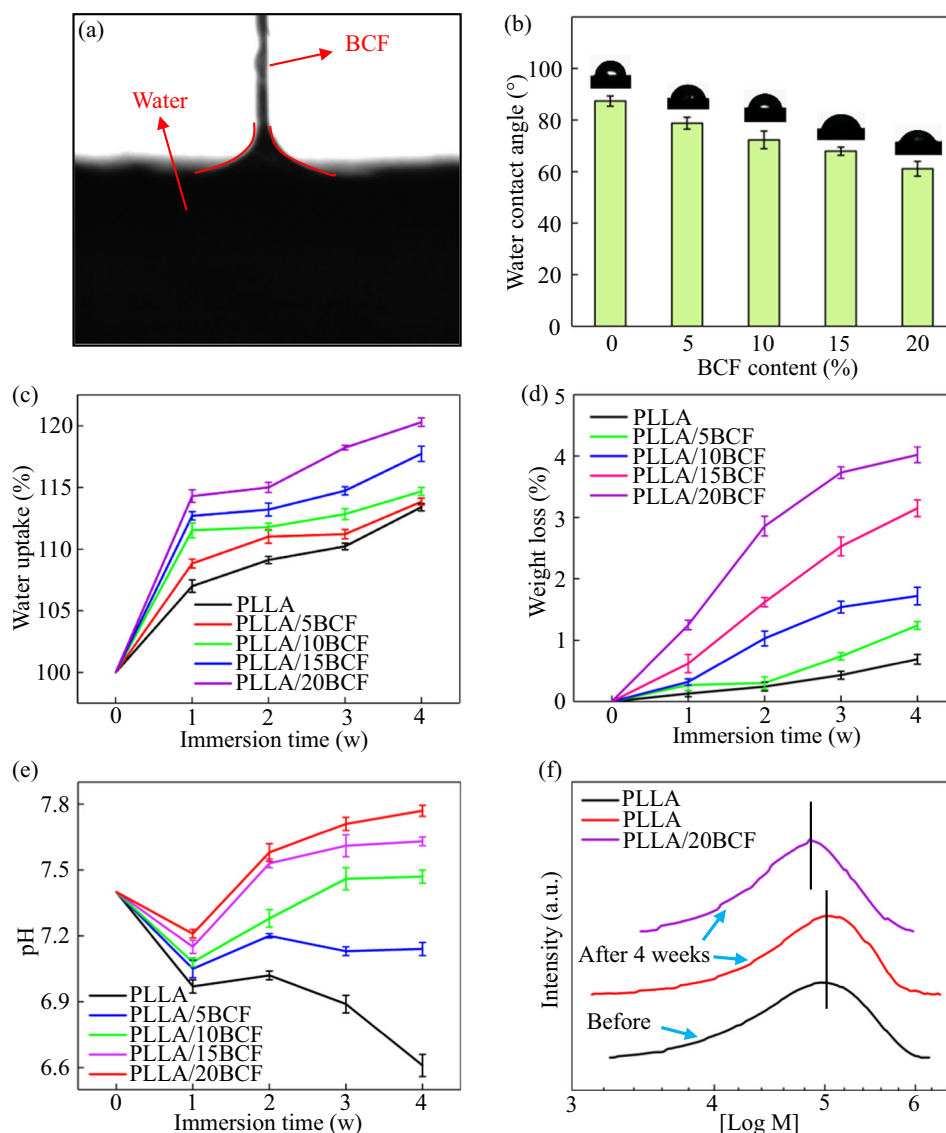 (a)
BCF
Water
(b)
Water contact angle (°)
100
80
60
40
20
0
0 5 10 15 20
BCF content (%)
(c)
Water uptake (%)
120
115
110
105
100
PLLA
PLLA/5BCF
PLLA/10BCF
PLLA/15BCF
PLLA/20BCF
0 1 2 3 4
Immersion time (w)
(d)
Weight loss (%)
5
4
3
2
1
0
PLLA
PLLA/5BCF
PLLA/10BCF
PLLA/15BCF
PLLA/20BCF
0 1 2 3 4
Immersion time (w)
(e)
pH
7.8
7.5
7.2
6.9
6.6
PLLA
PLLA/5BCF
PLLA/10BCF
PLLA/15BCF
PLLA/20BCF
0 1 2 3 4
Immersion time (w)
(f)
Intensity (a.u.)
PLLA
PLLA
PLLA/20BCF
After 4 weeks
Before
3 4 5 6
[Log M]